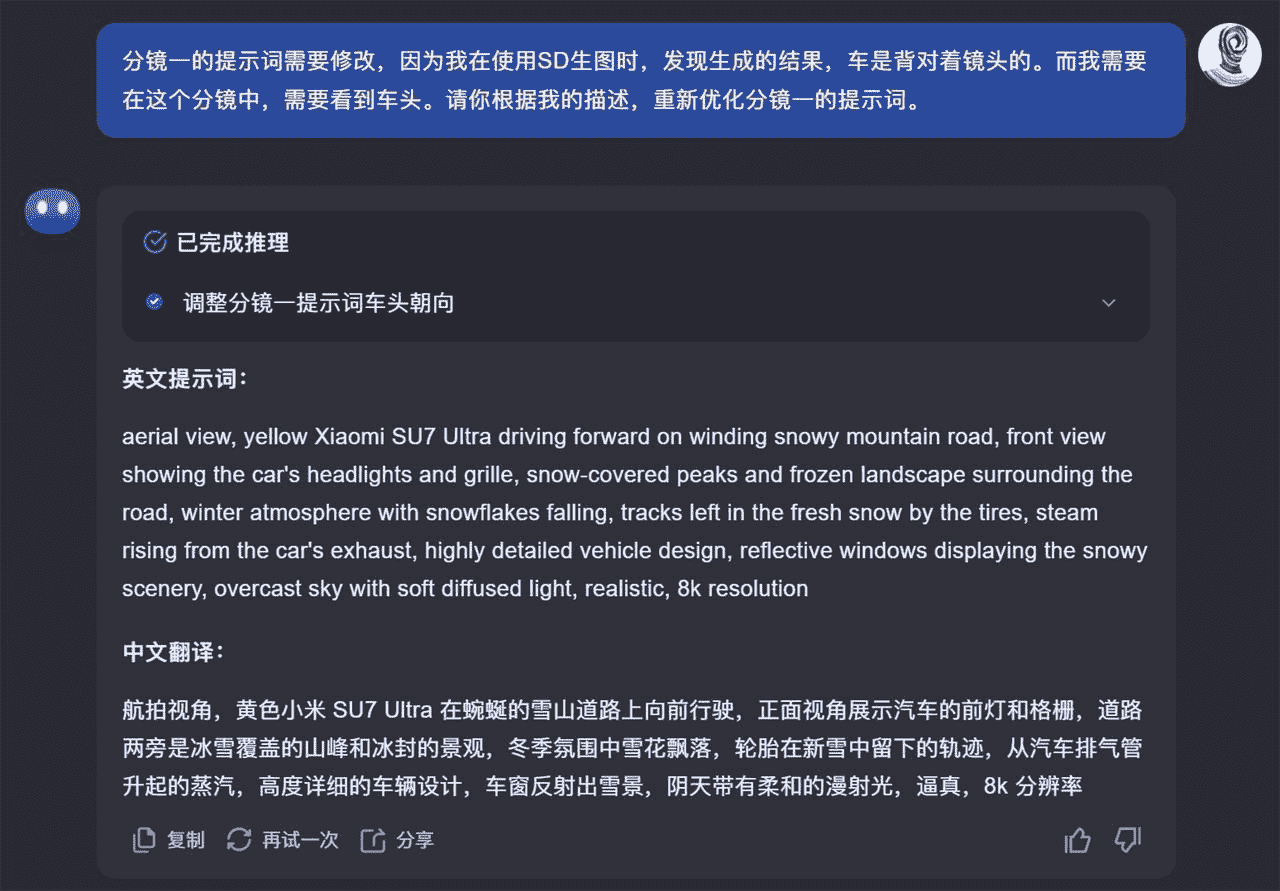 分镜一的提示词需要修改，因为我在使用SD生图时，发现生成的结果，车是背对着镜头的。而我需要
在这个分镜中，需要看到车头。请你根据我的描述，重新优化分镜一的提示词。
已完成推理
调整分镜一提示词车头朝向
英文提示词：
aerial view, yellow Xiaomi SU7 Ultra driving forward on winding snowy mountain road, front view
showing the car's headlights and grille, snow-covered peaks and frozen landscape surrounding the
road, winter atmosphere with snowflakes falling, tracks left in the fresh snow by the tires, steam
rising from the car's exhaust, highly detailed vehicle design, reflective windows displaying the snowy
scenery, overcast sky with soft diffused light, realistic, 8k resolution
中文翻译：
航拍视角，黄色小米 SU7 Ultra 在蜿蜒的雪山道路上向前行驶，正面视角展示汽车的前灯和格栅，道路
两旁是冰雪覆盖的山峰和冰封的景观，冬季氛围中雪花飘落，轮胎在新雪中留下的轨迹，从汽车排气管
升起的蒸汽，高度详细的车辆设计，车窗反射出雪景，阴天带有柔和的漫射光，逼真，8k 分辨率
复制 再试一次 分享